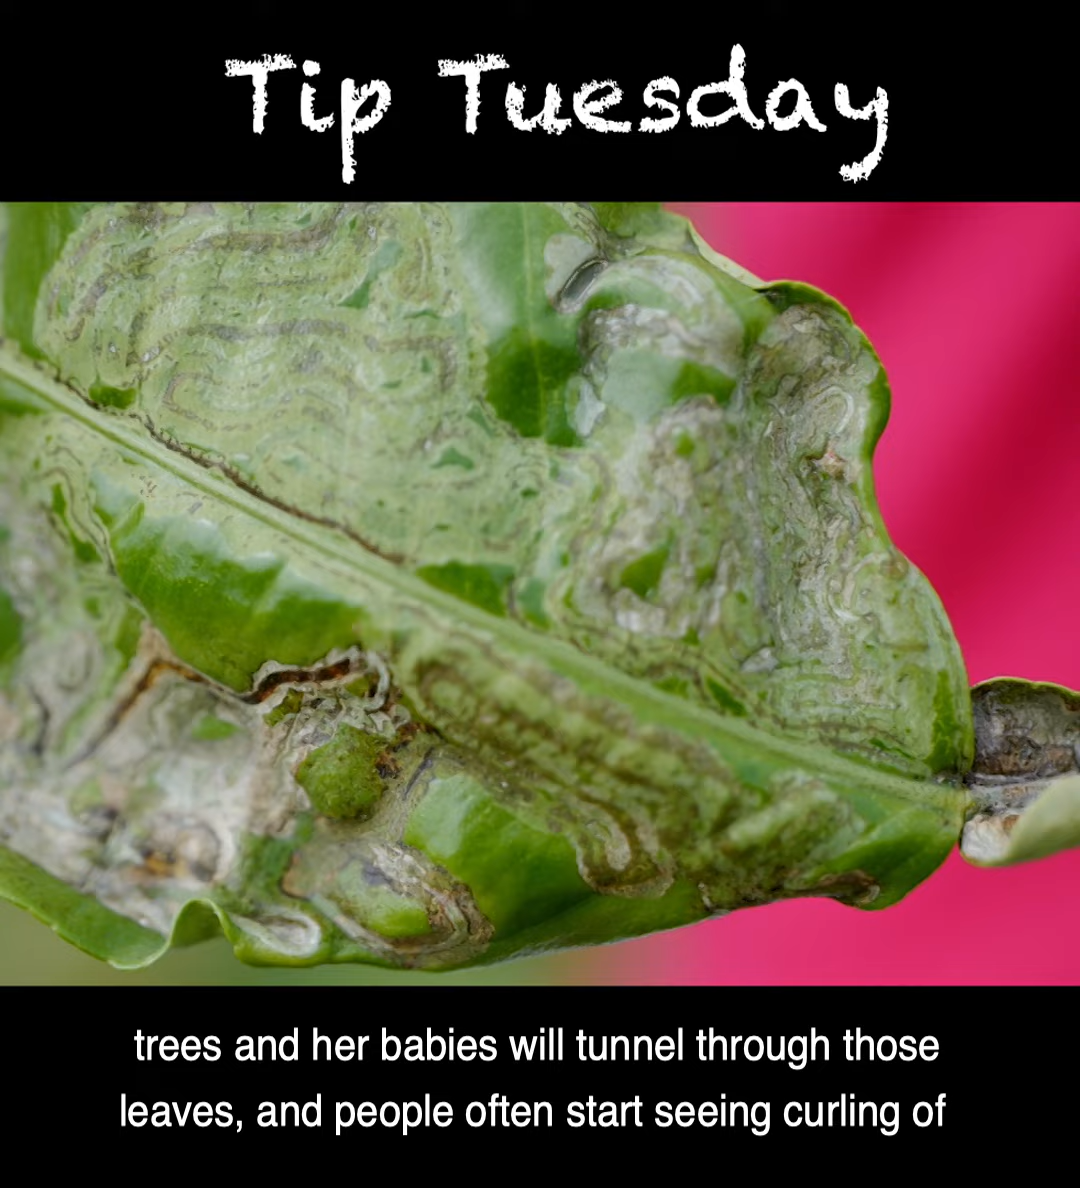 Tip Tuesday
trees and her babies will tunnel through those
leaves, and people often start seeing curling of